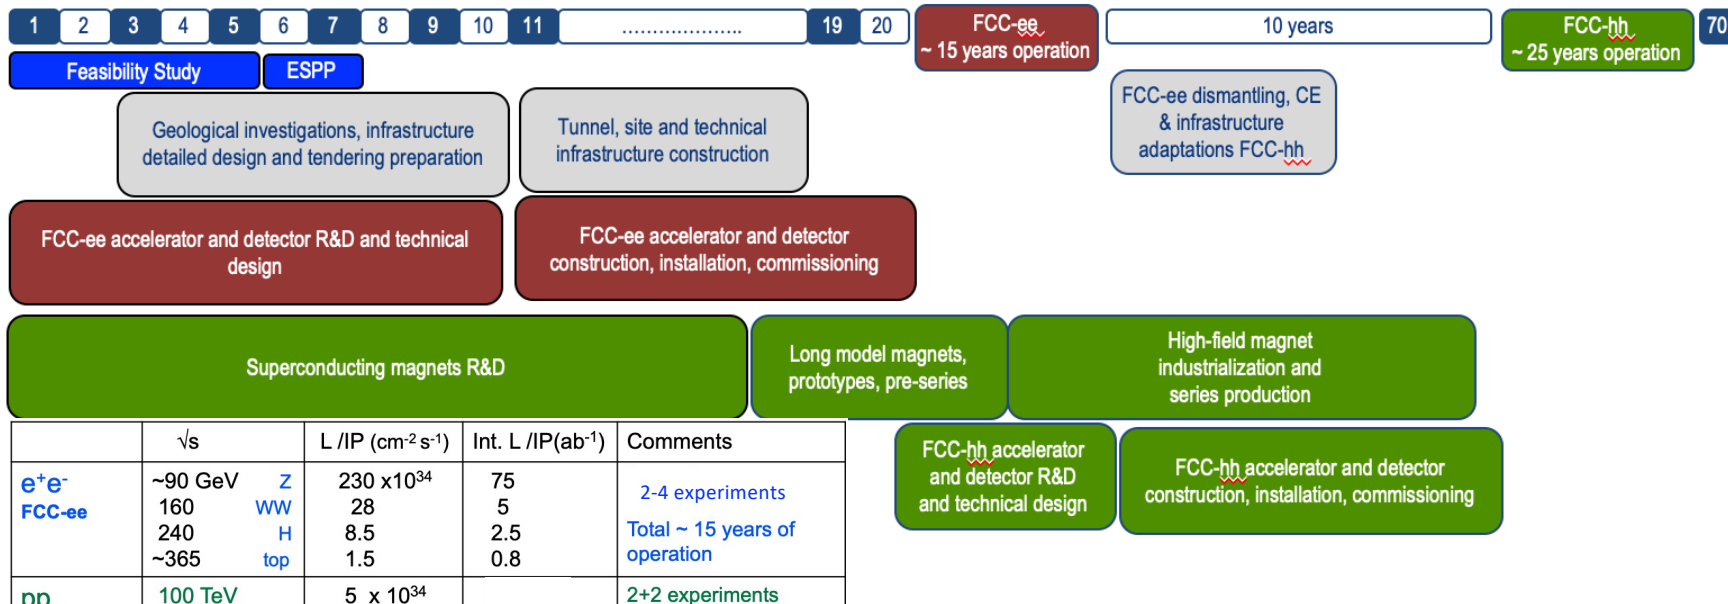 1 2 3 4 5 6 7 8 9 10 11 ...................... 19 20 FCC-ee 10 years FCC-hh 70
~ 15 years operation ~ 25 years operation
Feasibility Study ESPP
Geological investigations, infrastructure
detailed design and tendering preparation
Tunnel, site and technical
infrastructure construction
FCC-ee dismantling, CE
& infrastructure
adaptations FCC-hh
FCC-ee accelerator and detector R&D and technical
design
FCC-ee accelerator and detector
construction, installation, commissioning
Superconducting magnets R&D
Long model magnets,
prototypes, pre-series
High-field magnet
industrialization and
series production
FCC-hh accelerator
and detector R&D
and technical design
FCC-hh accelerator and detector
construction, installation, commissioning
√s L /IP (cm⁻² s⁻¹) Int. L /IP(ab⁻¹) Comments
e⁺e⁻
FCC-ee
~90 GeV Z 230 x10³⁴ 75
160 WW 28 5
240 H 8.5 2.5
~365 top 1.5 0.8
2-4 experiments
Total ~ 15 years of
operation
pp 100 TeV 5 x 10³⁴ 2+2 experiments